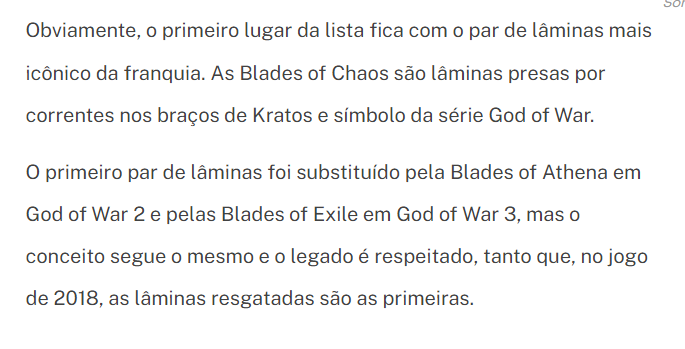 Obviamente, o primeiro lugar da lista fica com o par de lâminas mais
icônico da franquia. As Blades of Chaos são lâminas presas por
correntes nos braços de Kratos e símbolo da série God of War.
O primeiro par de lâminas foi substituído pela Blades of Athena em
God of War 2 e pelas Blades of Exile em God of War 3, mas o
conceito segue o mesmo e o legado é respeitado, tanto que, no jogo
de 2018, as lâminas resgatadas são as primeiras.